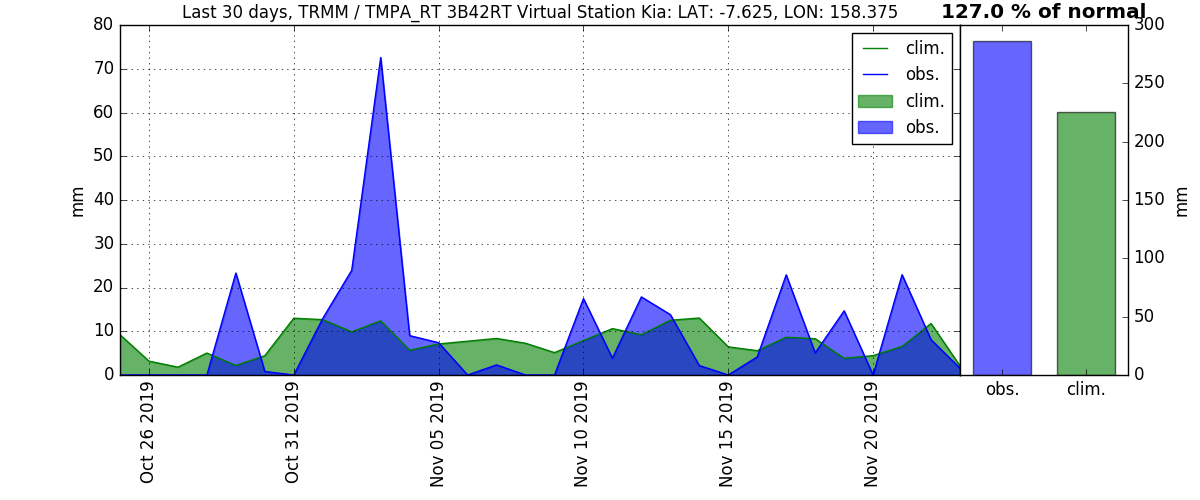 Last 30 days, TRMM / TMPA_RT 3B42RT Virtual Station Kia: LAT: -7.625, LON: 158.375
127.0 % of normal
80
70
60
50
40
30
20
10
0
mm
clim.
obs.
clim.
obs.
Oct 26 2019
Oct 31 2019
Nov 05 2019
Nov 10 2019
Nov 15 2019
Nov 20 2019
300
250
200
150
100
50
0
mm
obs.
clim.